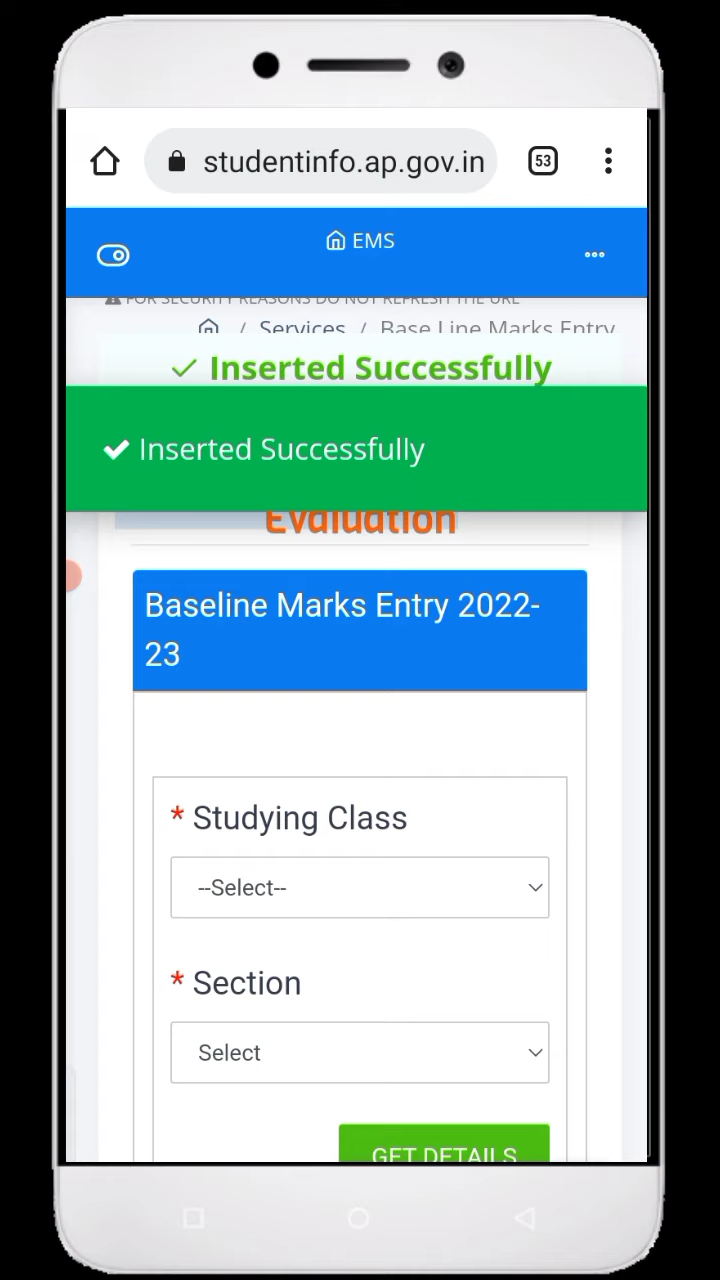 studentinfo.ap.gov.in
53
EMS
FOR SECURITY REASONS DO NOT REFRESH THE URL
/ Services / Base Line Marks Entry
Inserted Successfully
Inserted Successfully
Evaluation
Baseline Marks Entry 2022-
23
* Studying Class
--Select--
* Section
Select
GET DETAILS